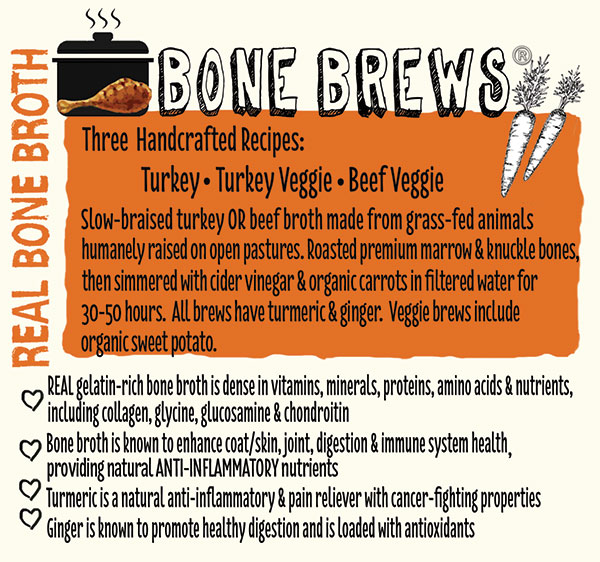 REAL BONE BROTH
BONE BREWS®
Three Handcrafted Recipes:
Turkey • Turkey Veggie • Beef Veggie
Slow-braised turkey OR beef broth made from grass-fed animals
humanely raised on open pastures. Roasted premium marrow & knuckle bones,
then simmered with cider vinegar & organic carrots in filtered water for
30-50 hours. All brews have turmeric & ginger. Veggie brews include
organic sweet potato.
REAL gelatin-rich bone broth is dense in vitamins, minerals, proteins, amino acids & nutrients,
including collagen, glycine, glucosamine & chondroitin
Bone broth is known to enhance coat/skin, joint, digestion & immune system health,
providing natural ANTI-INFLAMMATORY nutrients
Turmeric is a natural anti-inflammatory & pain reliever with cancer-fighting properties
Ginger is known to promote healthy digestion and is loaded with antioxidants